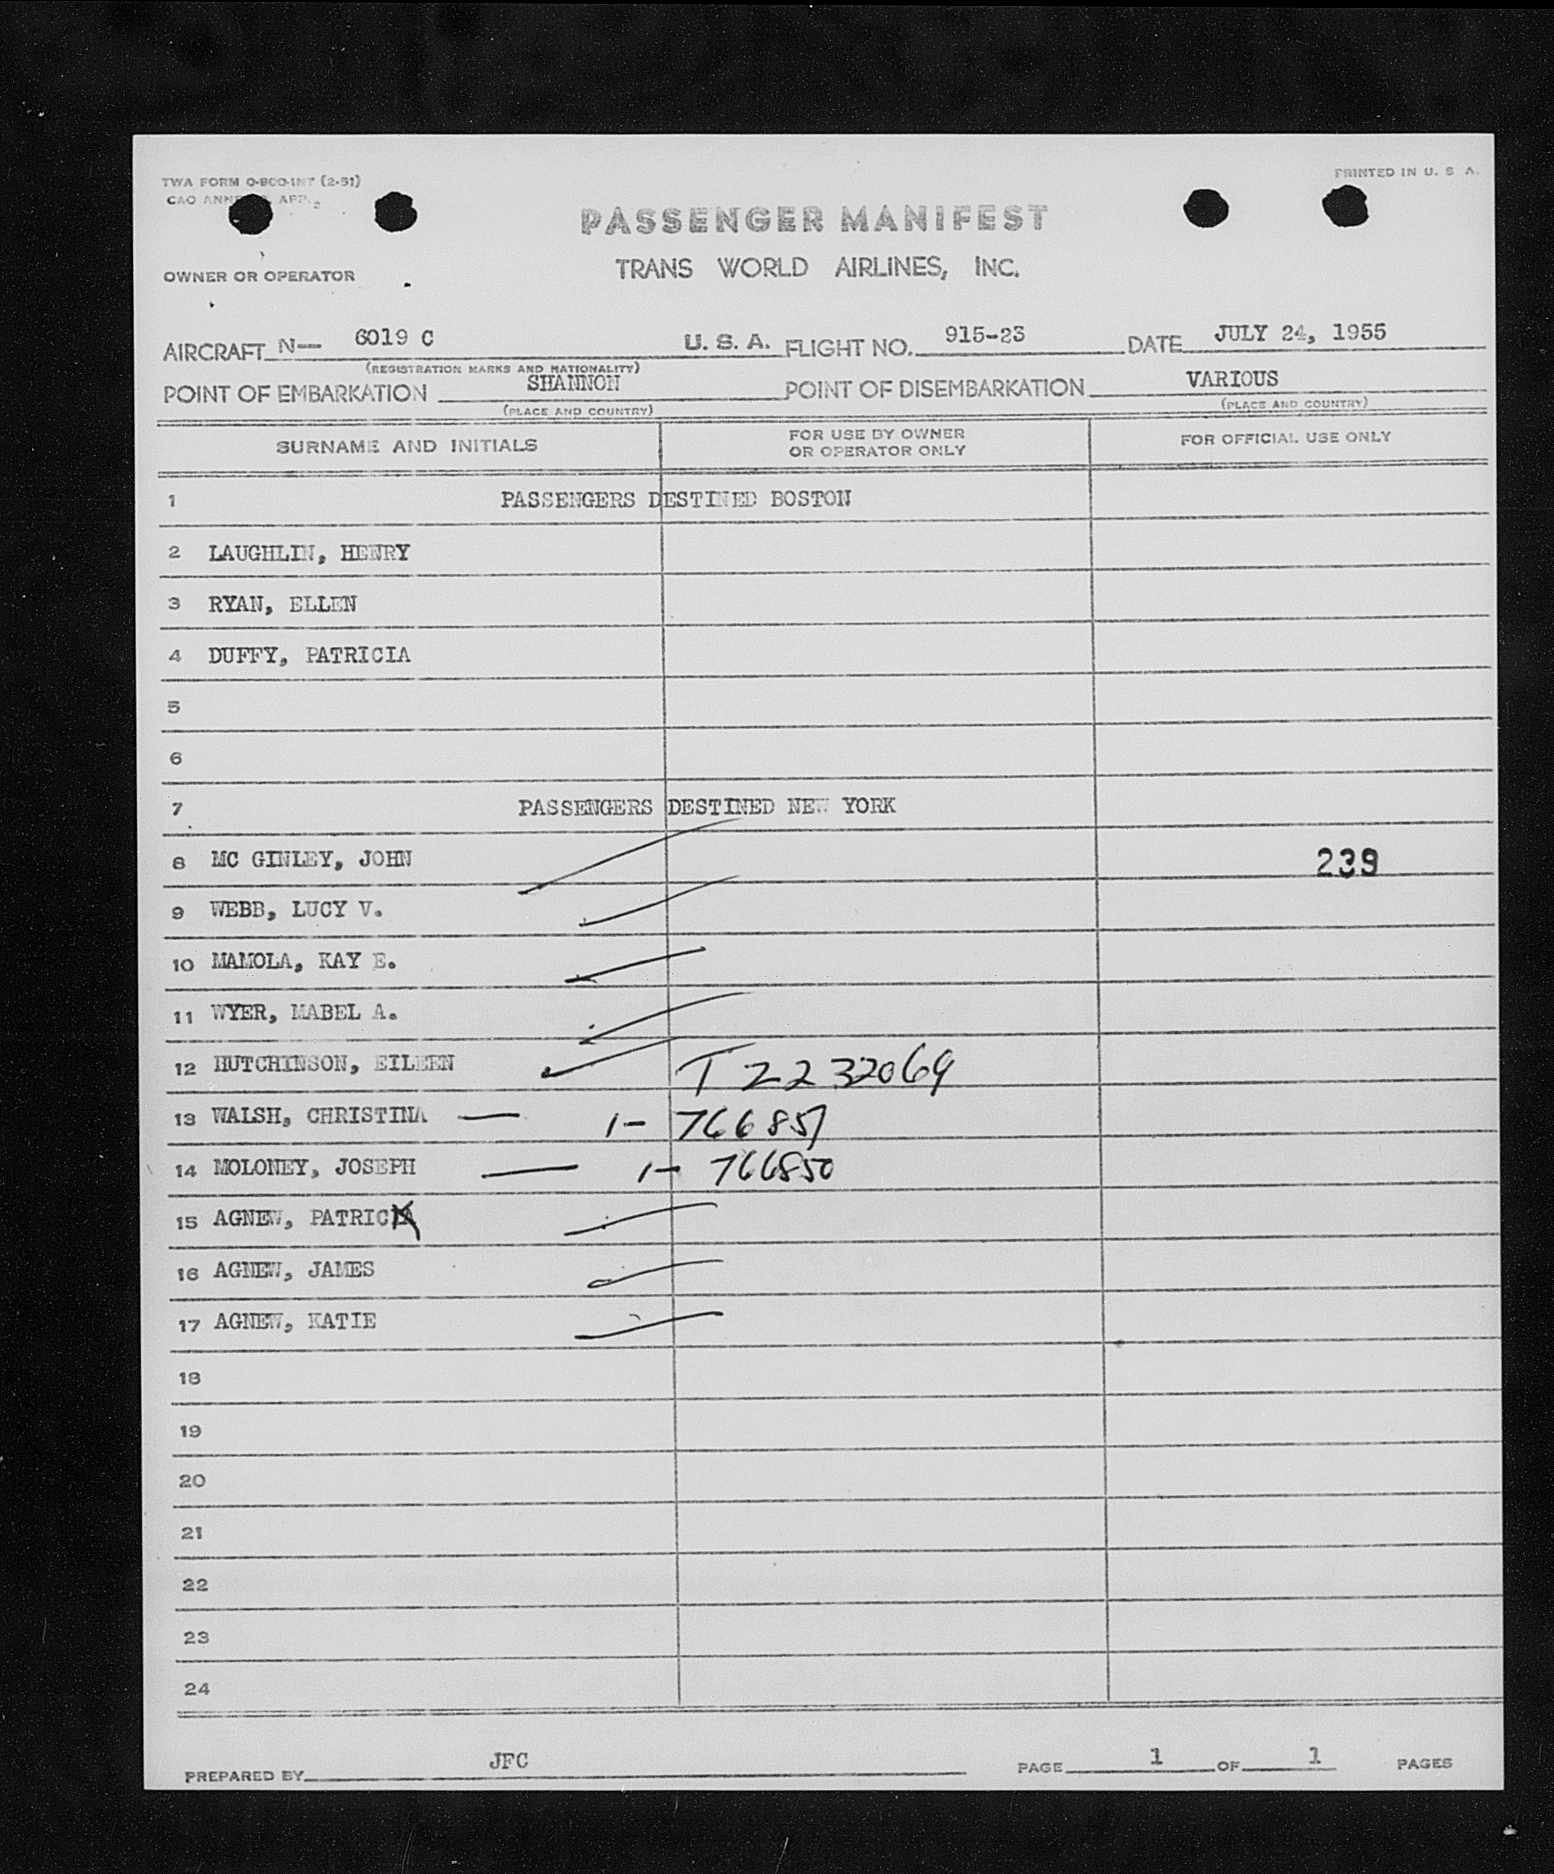 TWA FORM O-800-INT (2-51)
PRINTED IN U. S. A.
PASSENGER MANIFEST
OWNER OR OPERATOR
TRANS WORLD AIRLINES, INC.
AIRCRAFT N-- 6019 C U. S. A. FLIGHT NO. 915-23 DATE JULY 24, 1955
(REGISTRATION MARKS AND NATIONALITY)
POINT OF EMBARKATION SHANNON POINT OF DISEMBARKATION VARIOUS
(PLACE AND COUNTRY) (PLACE AND COUNTRY)
SURNAME AND INITIALS FOR USE BY OWNER OR OPERATOR ONLY FOR OFFICIAL USE ONLY
1 PASSENGERS DESTINED BOSTON
2 LAUGHLIN, HENRY
3 RYAN, ELLEN
4 DUFFY, PATRICIA
5
6
7 PASSENGERS DESTINED NEW YORK
8 MC GINLEY, JOHN 239
9 WEBB, LUCY V.
10 MAMOLA, KAY E.
11 WYER, MABEL A.
12 HUTCHINSON, EILEEN T 2232069
13 WALSH, CHRISTINA — 1- 766851
14 MOLONEY, JOSEPH — 1- 766850
15 AGNEW, PATRICK
16 AGNEW, JAMES
17 AGNEW, KATIE
18
19
20
21
22
23
24
PREPARED BY JFC PAGE 1 OF 1 PAGES